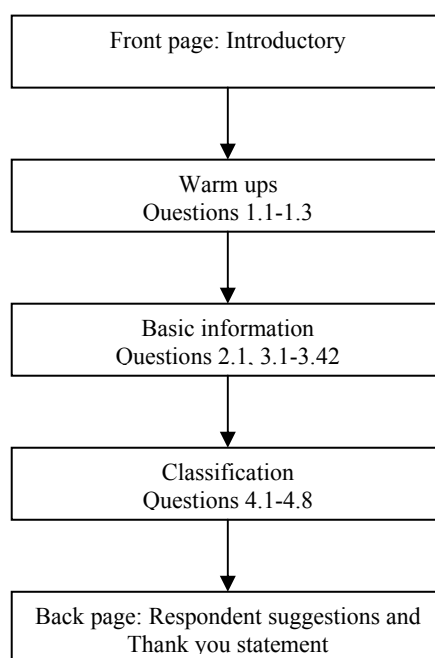 Front page: Introductory
Warm ups
Questions 1.1-1.3
Basic information
Questions 2.1, 3.1-3.42
Classification
Questions 4.1-4.8
Back page: Respondent suggestions and
Thank you statement